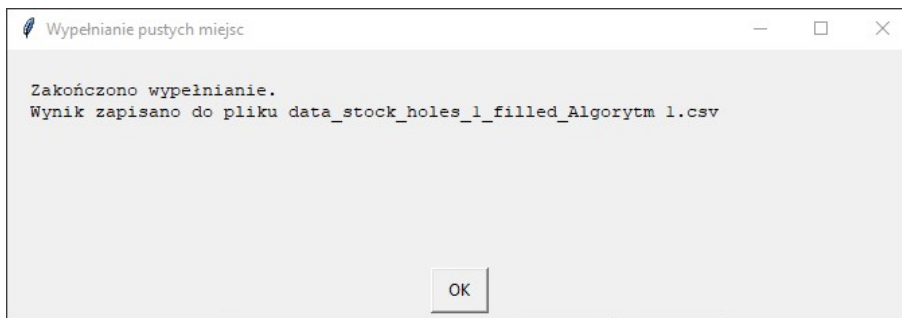 Wypełnianie pustych miejsc
Zakończono wypełnianie.
Wynik zapisano do pliku data_stock_holes_1_filled_Algorytm 1.csv
OK